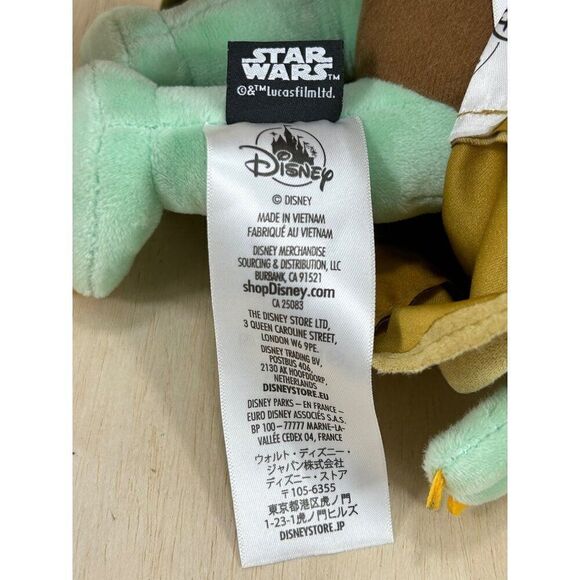 STAR
WARS™
©&™Lucasfilm Ltd.
Disney
© DISNEY
MADE IN VIETNAM
FABRIQUÉ AU VIETNAM
DISNEY MERCHANDISE
SOURCING & DISTRIBUTION, LLC
BURBANK, CA 91521
shopDisney.com
CA 25083
THE DISNEY STORE LTD,
3 QUEEN CAROLINE STREET,
LONDON W6 9PE.
DISNEY TRADING BV,
POSTBUS 406,
2130 AK HOOFDDORP,
NETHERLANDS
DISNEYSTORE.EU
DISNEY PARKS – EN FRANCE –
EURO DISNEY ASSOCIÉS S.A.S.
BP 100 – 77777 MARNE-LA-
VALLÉE CEDEX 04, FRANCE
ウォルト・ディズニー・
ジャパン株式会社
ディズニー・ストア
〒105-6355
東京都港区虎ノ門
1-23-1虎ノ門ヒルズ
DISNEYSTORE.JP